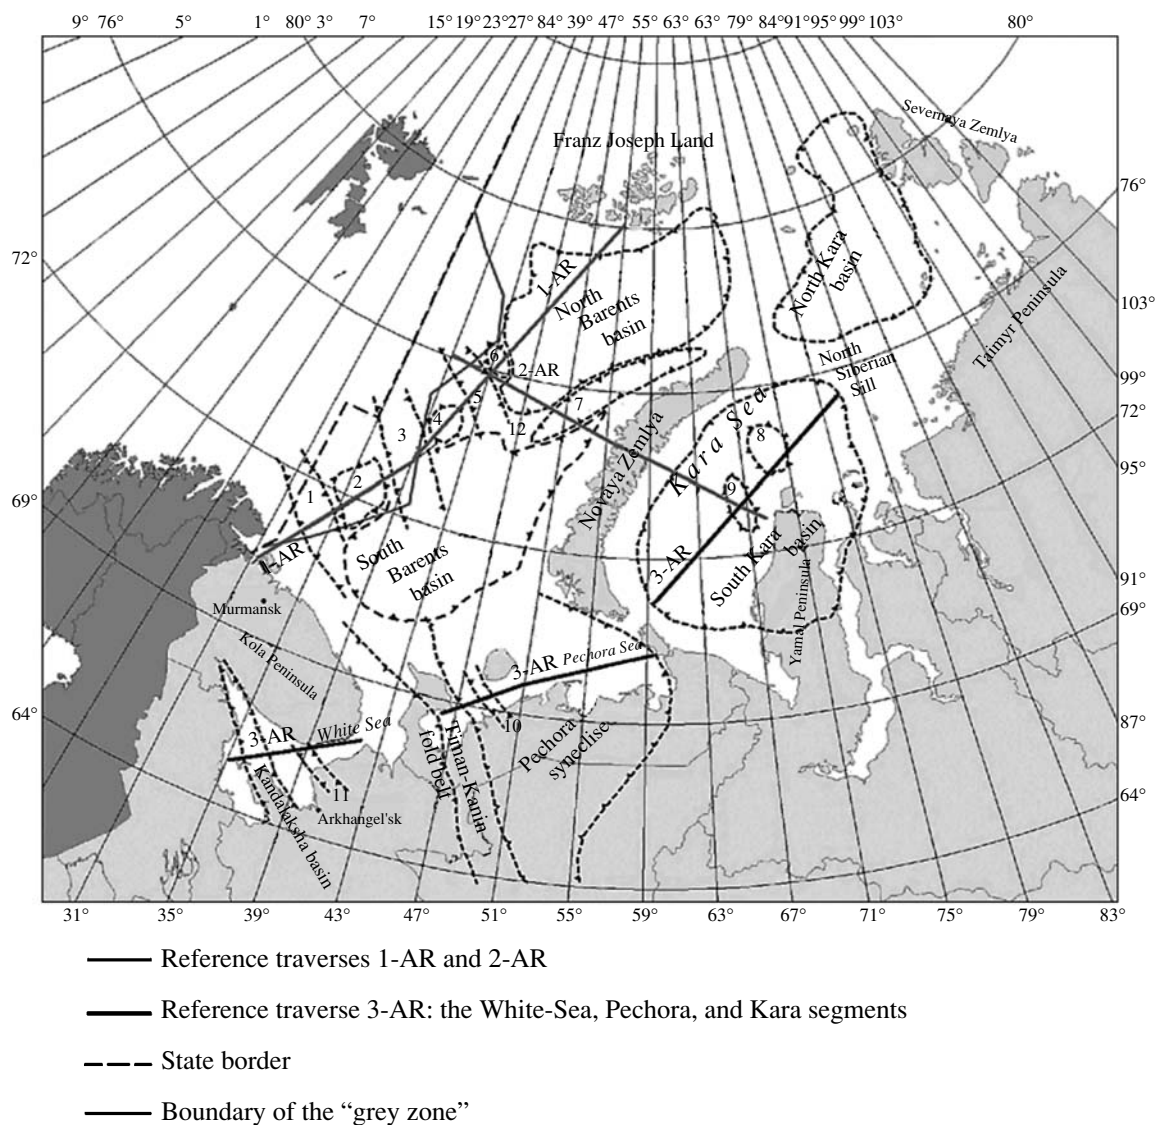 9° 76° 5° 1° 80° 3° 7° 15° 19° 23° 27° 84° 39° 47° 55° 63° 63° 79° 84° 91° 95° 99° 103° 80°
Severnaya Zemlya
Franz Joseph Land
76°
72°
1-AR
North
Barents
basin
North Kara
basin
103°
Taimyr Peninsula
North
Siberian
Sill
6
2-AR
99°
5
7
72°
4
3
12
Kara Sea
8
95°
Novaya Zemlya
2
1
9
69°
1-AR
South
Barents
basin
3-AR
South Kara
basin
91°
69°
Murmansk
Yamal Peninsula
Kola Peninsula
3-AR
Pechora Sea
64°
87°
10
3-AR
White Sea
Timan-Kanin
fold belt
Pechora
syneclise
Kandalaksha basin
11
64°
Arkhangel'sk
31° 35° 39° 43° 47° 51° 55° 59° 63° 67° 71° 75° 79° 83°
Reference traverses 1-AR and 2-AR
Reference traverse 3-AR: the White-Sea, Pechora, and Kara segments
State border
Boundary of the “grey zone”